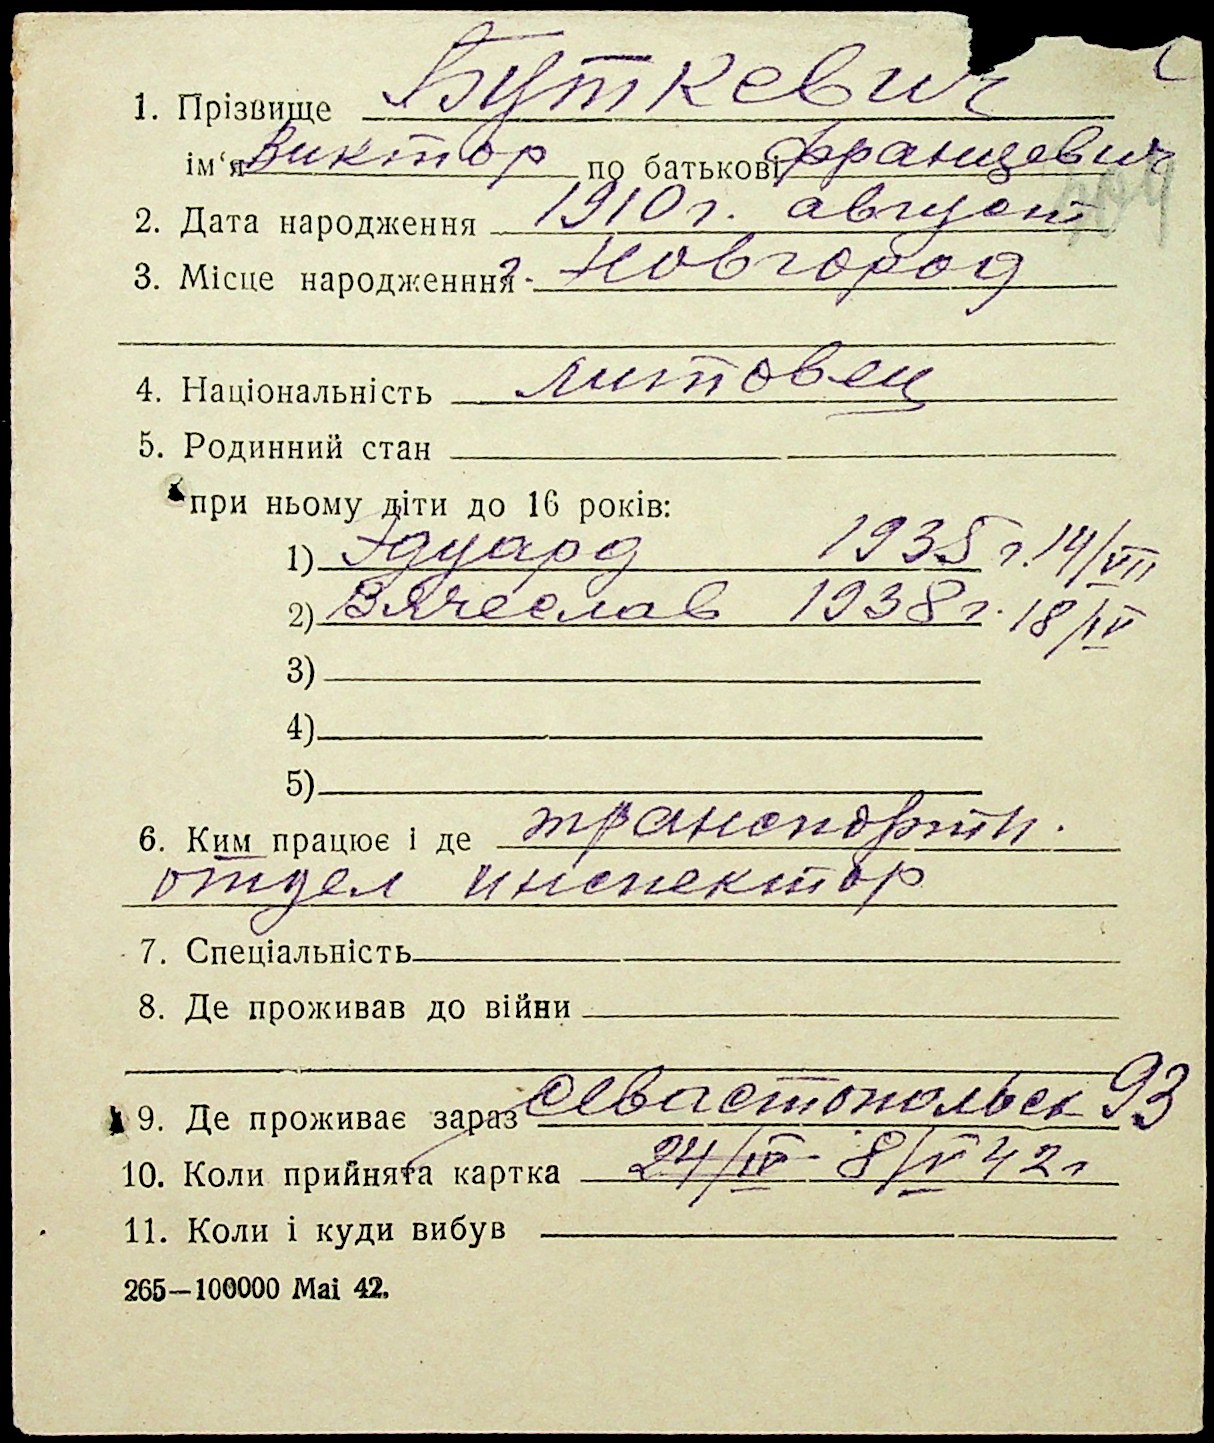 1. Прізвище Буткевич
ім'я Виктор по батькові Францевич
2. Дата народження 1910 г. август
3. Місце народженння г. Новгород
4. Національність литовец
5. Родинний стан
при ньому діти до 16 років:
1) Эдуард 1935 г. 14/VII
2) Вячеслав 1938 г. 18/IV
3)
4)
5)
6. Ким працює і де транспортн.
отдел инспектор
7. Спеціальність
8. Де проживав до війни
9. Де проживає зараз Севастопольск 93
10. Коли прийнята картка 24/IV 8/V 42 г
11. Коли і куди вибув
265—100000 Mai 42.